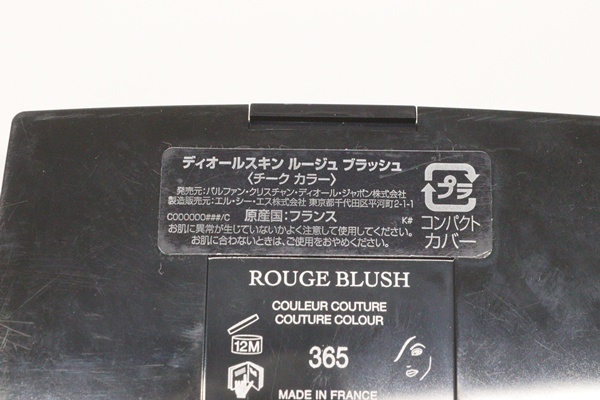 ディオールスキン ルージュ ブラッシュ
〈チーク カラー〉
発売元:パルファン・クリスチャン・ディオール・ジャポン株式会社
製造販売元:エル・シー・エス株式会社 東京都千代田区平河町2-1-1
C000000###/C 原産国:フランス K#
お肌に異常が生じていないかよく注意して使用してください。
お肌に合わないときは、ご使用をおやめください。
プラ
コンパクト
カバー
ROUGE BLUSH
COULEUR COUTURE
COUTURE COLOUR
12M
365
MADE IN FRANCE